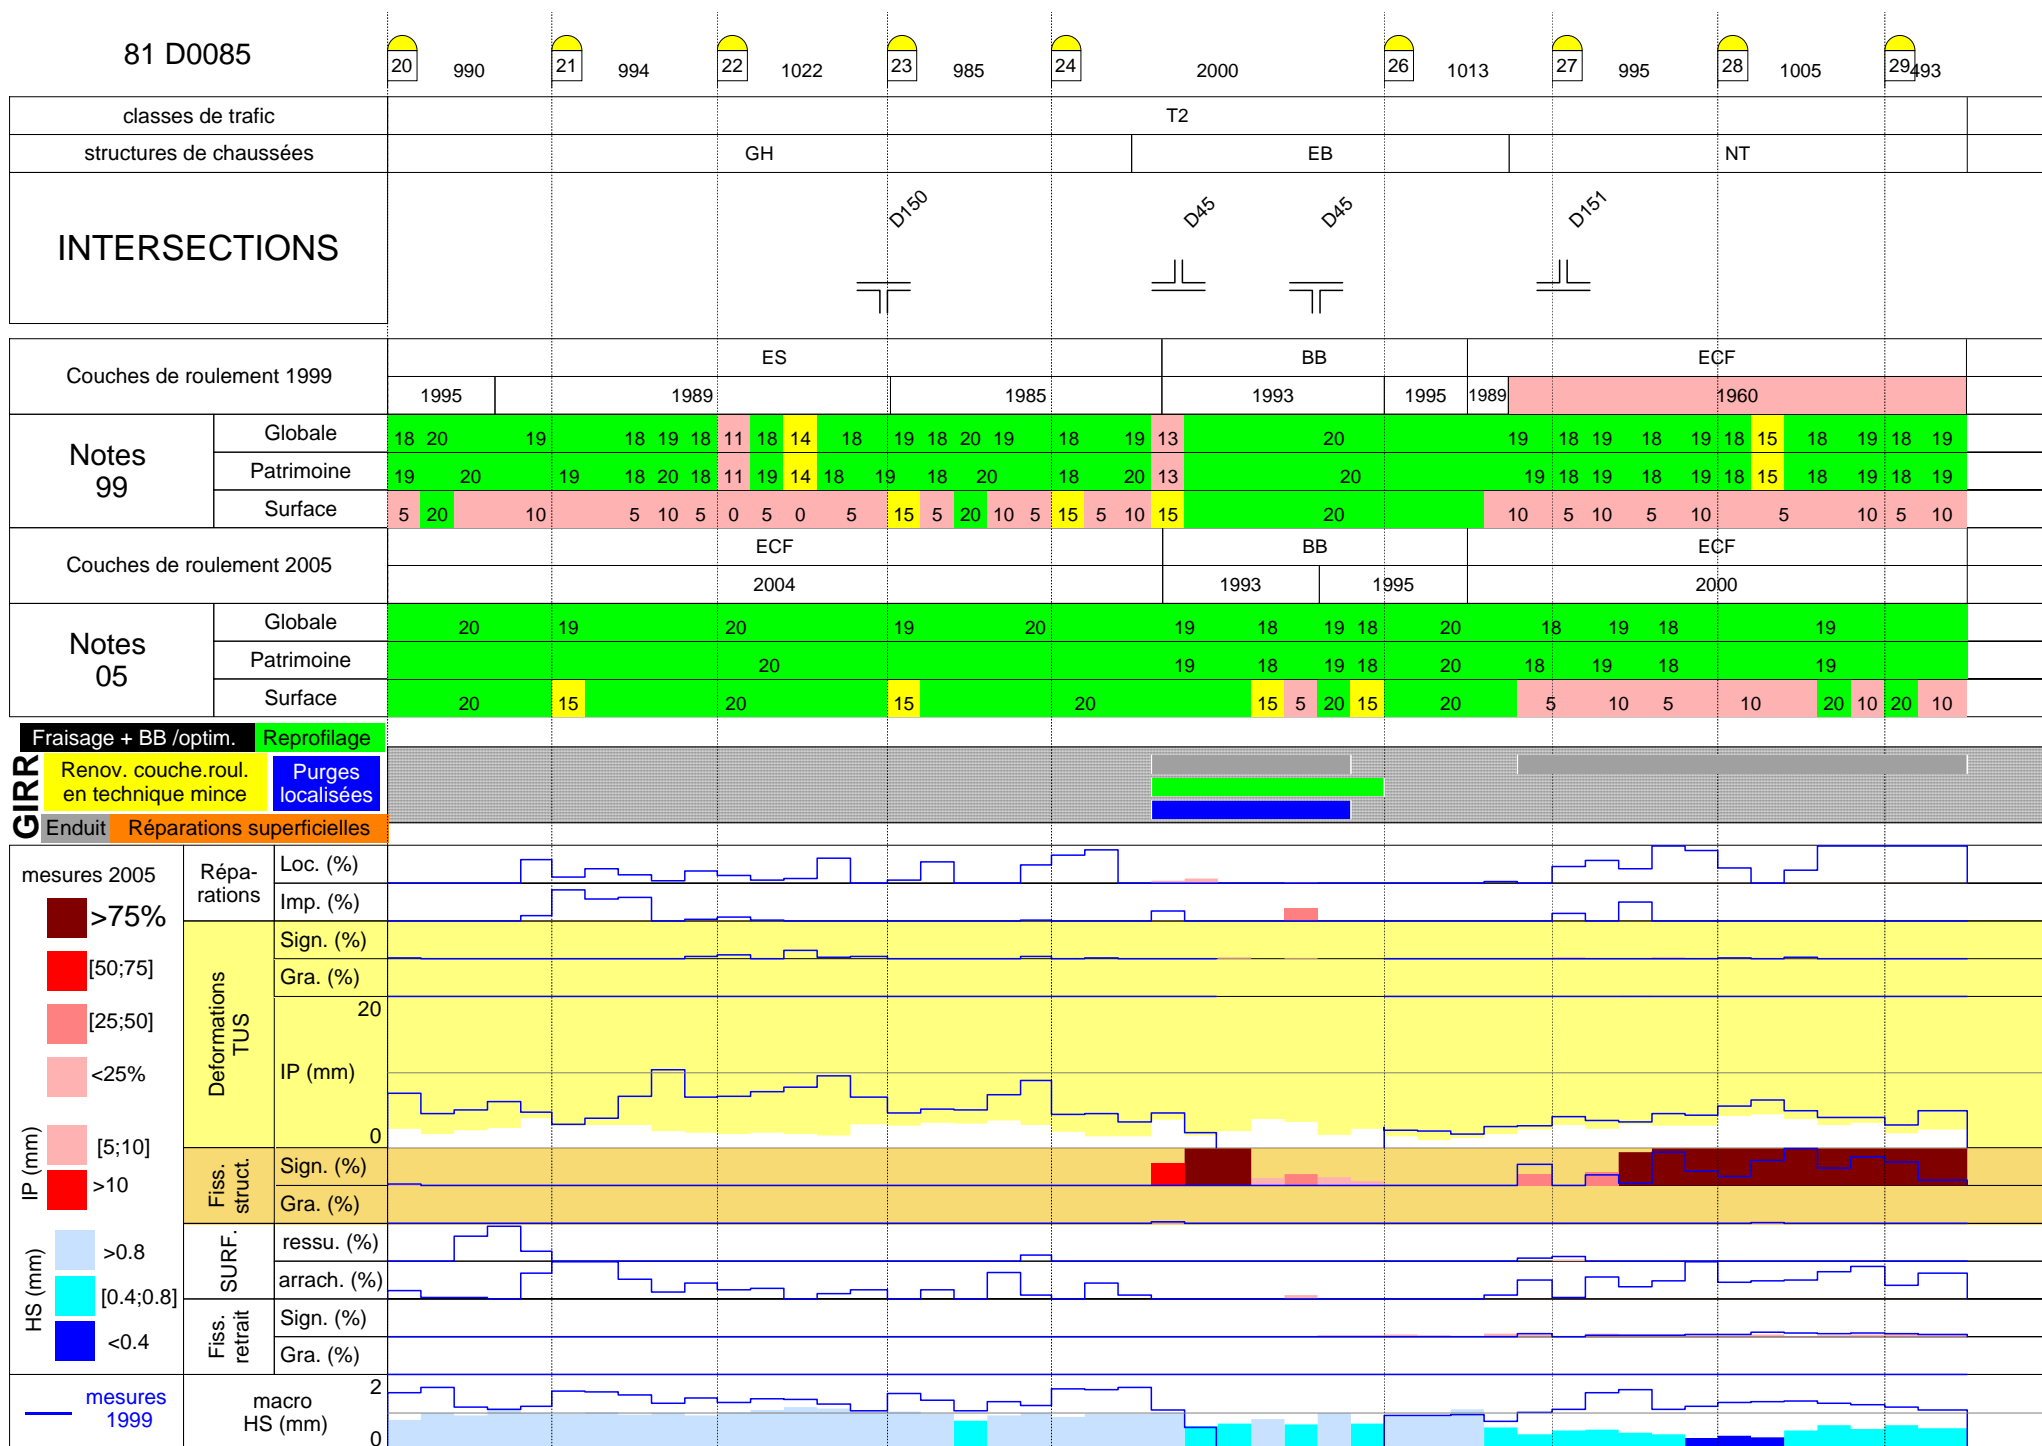 81 D0085
20 990 21 994 22 1022 23 985 24 2000 26 1013 27 995 28 1005 29 493
classes de trafic T2
structures de chaussées GH EB NT
INTERSECTIONS D150 D45 D45 D151
Couches de roulement 1999 ES BB ECF
1995 1989 1985 1993 1995 1989 1960
Notes 99
Globale 18 20 19 18 19 18 11 18 14 18 19 18 20 19 18 19 13 20 19 18 19 18 19 18 15 18 19 18 19
Patrimoine 19 20 19 18 20 18 11 19 14 18 19 18 20 18 20 13 20 19 18 19 18 19 18 15 18 19 18 19
Surface 5 20 10 5 10 5 0 5 0 5 15 5 20 10 5 15 5 10 15 20 10 5 10 5 10 5 10 5 10
Couches de roulement 2005 ECF BB ECF
2004 1993 1995 2000
Notes 05
Globale 20 19 20 19 20 19 18 19 18 20 18 19 18 19
Patrimoine 20 19 18 19 18 20 18 19 18 19
Surface 20 15 20 15 20 15 5 20 15 20 5 10 5 10 20 10 20 10
GIRR
Fraisage + BB /optim. Reprofilage
Renov. couche.roul. en technique mince
Purges localisées
Enduit Réparations superficielles
mesures 2005
>75%
[50;75]
[25;50]
<25%
IP (mm)
[5;10]
>10
HS (mm)
>0.8
[0.4;0.8]
<0.4
mesures 1999
Répa-
rations
Loc. (%)
Imp. (%)
Deformations
TUS
Sign. (%)
Gra. (%)
20
IP (mm)
0
Fiss.
struct.
Sign. (%)
Gra. (%)
SURF.
ressu. (%)
arrach. (%)
Fiss.
retrait
Sign. (%)
Gra. (%)
macro
HS (mm)
2
0